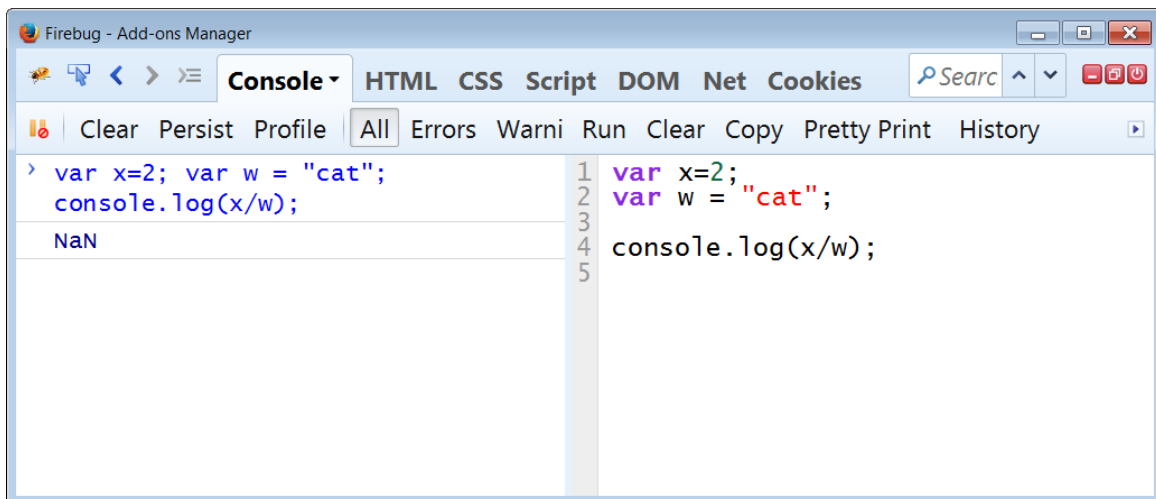 Firebug - Add-ons Manager
Console HTML CSS Script DOM Net Cookies Searc
Clear Persist Profile All Errors Warni Run Clear Copy Pretty Print History
var x=2; var w = "cat";
console.log(x/w);
NaN
1 var x=2;
2 var w = "cat";
3
4 console.log(x/w);
5